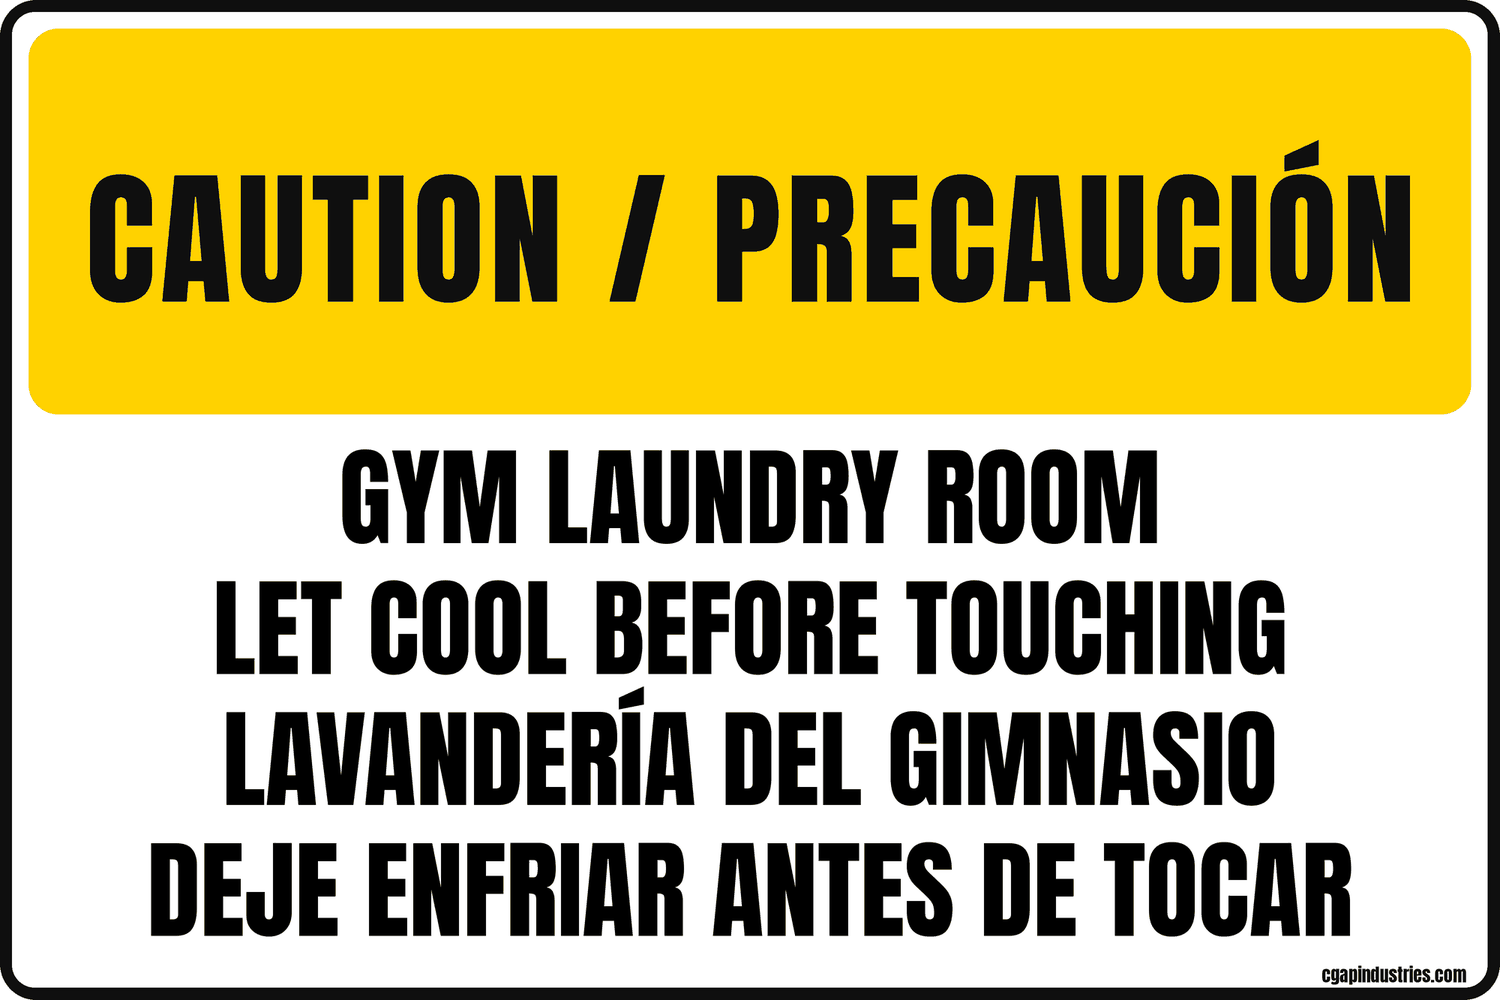 CAUTION / PRECAUCIÓN
GYM LAUNDRY ROOM
LET COOL BEFORE TOUCHING
LAVANDERÍA DEL GIMNASIO
DEJE ENFRIAR ANTES DE TOCAR
cgapindustries.com